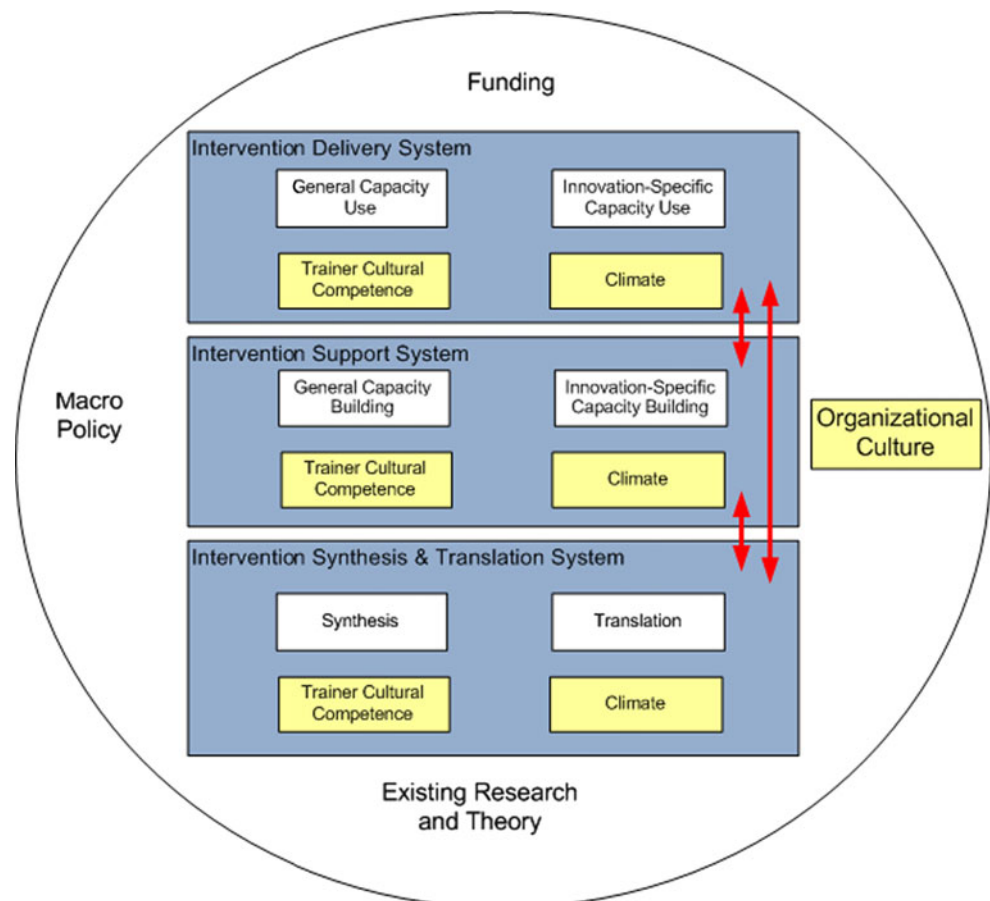 Funding
Intervention Delivery System
General Capacity
Use
Innovation-Specific
Capacity Use
Trainer Cultural
Competence
Climate
Intervention Support System
General Capacity
Building
Innovation-Specific
Capacity Building
Trainer Cultural
Competence
Climate
Macro
Policy
Organizational
Culture
Intervention Synthesis & Translation System
Synthesis
Translation
Trainer Cultural
Competence
Climate
Existing Research
and Theory